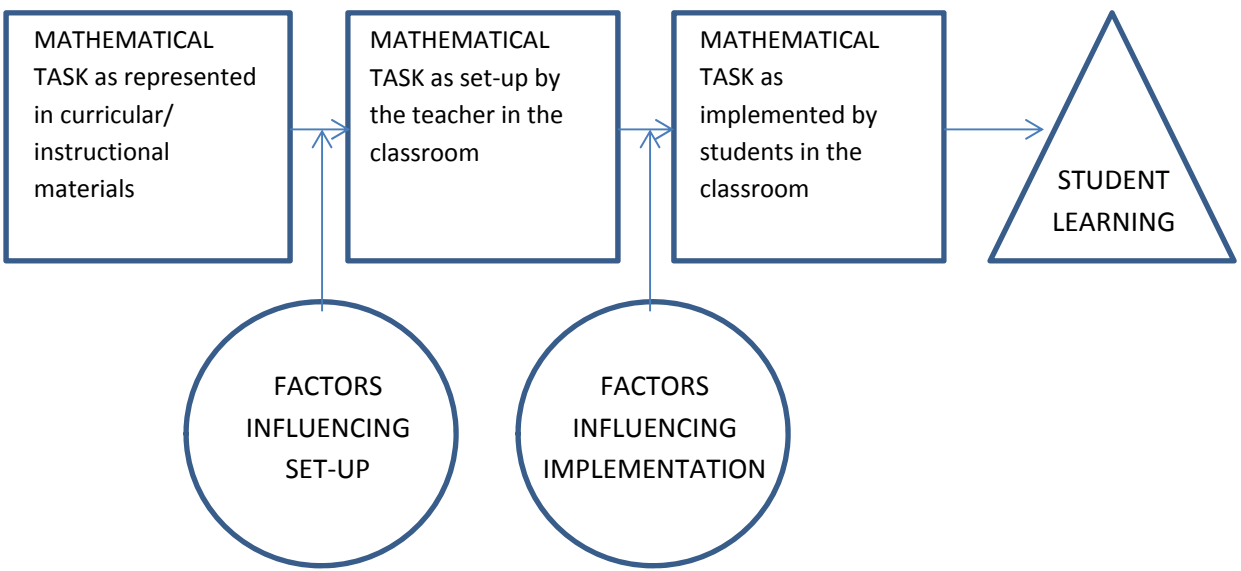 MATHEMATICAL
TASK as represented
in curricular/
instructional
materials
MATHEMATICAL
TASK as set-up by
the teacher in the
classroom
MATHEMATICAL
TASK as
implemented by
students in the
classroom
STUDENT
LEARNING
FACTORS
INFLUENCING
SET-UP
FACTORS
INFLUENCING
IMPLEMENTATION